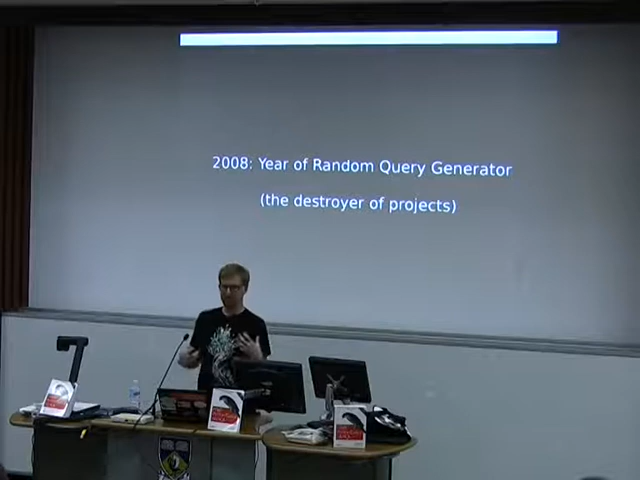 2008: Year of Random Query Generator
(the destroyer of projects)